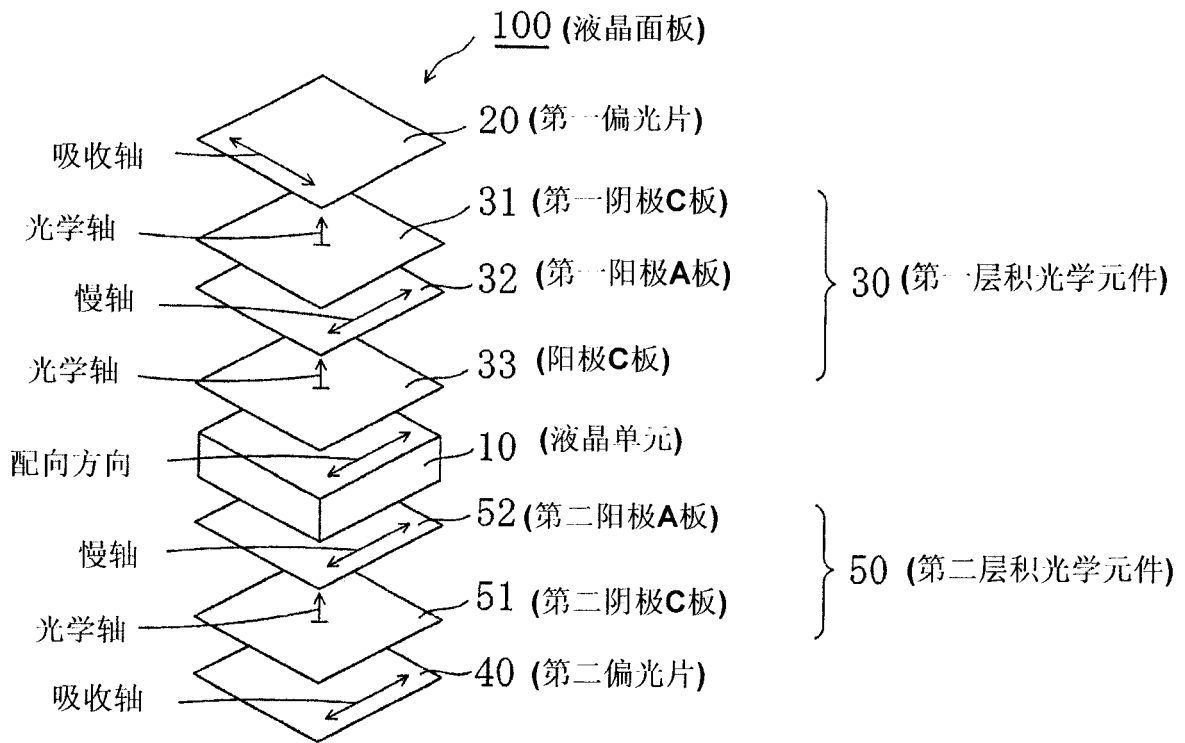 100 (液晶面板)
20 (第一偏光片)
吸收轴
31 (第一阴极C板)
光学轴
32 (第一阳极A板)
30 (第一层积光学元件)
慢轴
33 (阳极C板)
光学轴
10 (液晶单元)
配向方向
52 (第二阳极A板)
慢轴
50 (第二层积光学元件)
51 (第二阴极C板)
光学轴
40 (第二偏光片)
吸收轴